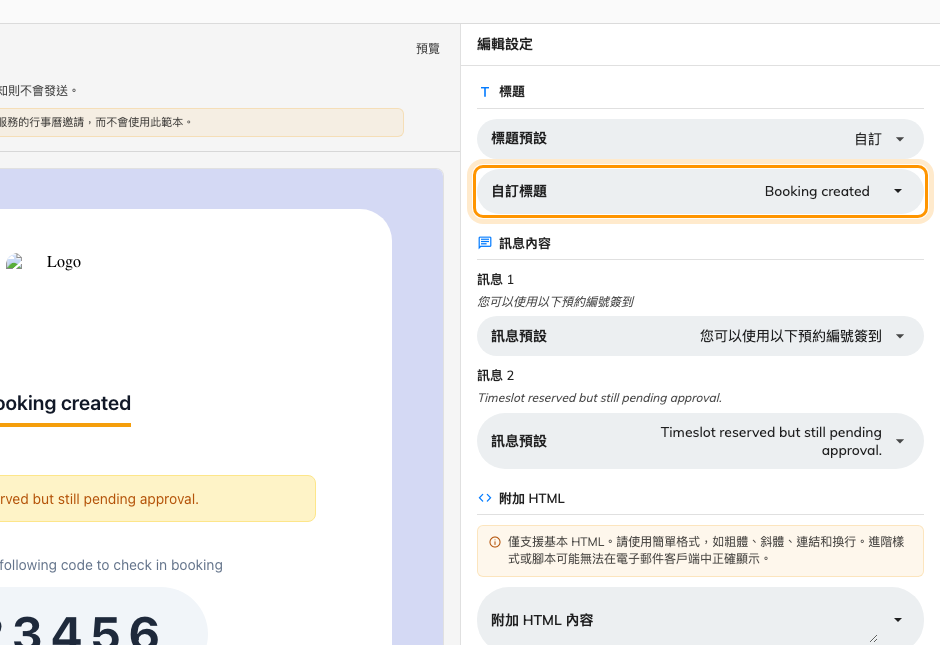 預覽
知則不會發送。
服務的行事曆邀請，而不會使用此範本。
Logo
ooking created
rved but still pending approval.
following code to check in booking
3456
編輯設定
標題
標題預設 自訂
自訂標題 Booking created
訊息內容
訊息 1
您可以使用以下預約編號簽到
訊息預設 您可以使用以下預約編號簽到
訊息 2
Timeslot reserved but still pending approval.
訊息預設 Timeslot reserved but still pending
approval.
附加 HTML
僅支援基本 HTML。請使用簡單格式，如粗體、斜體、連結和換行。進階樣
式或腳本可能無法在電子郵件客戶端中正確顯示。
附加 HTML 內容